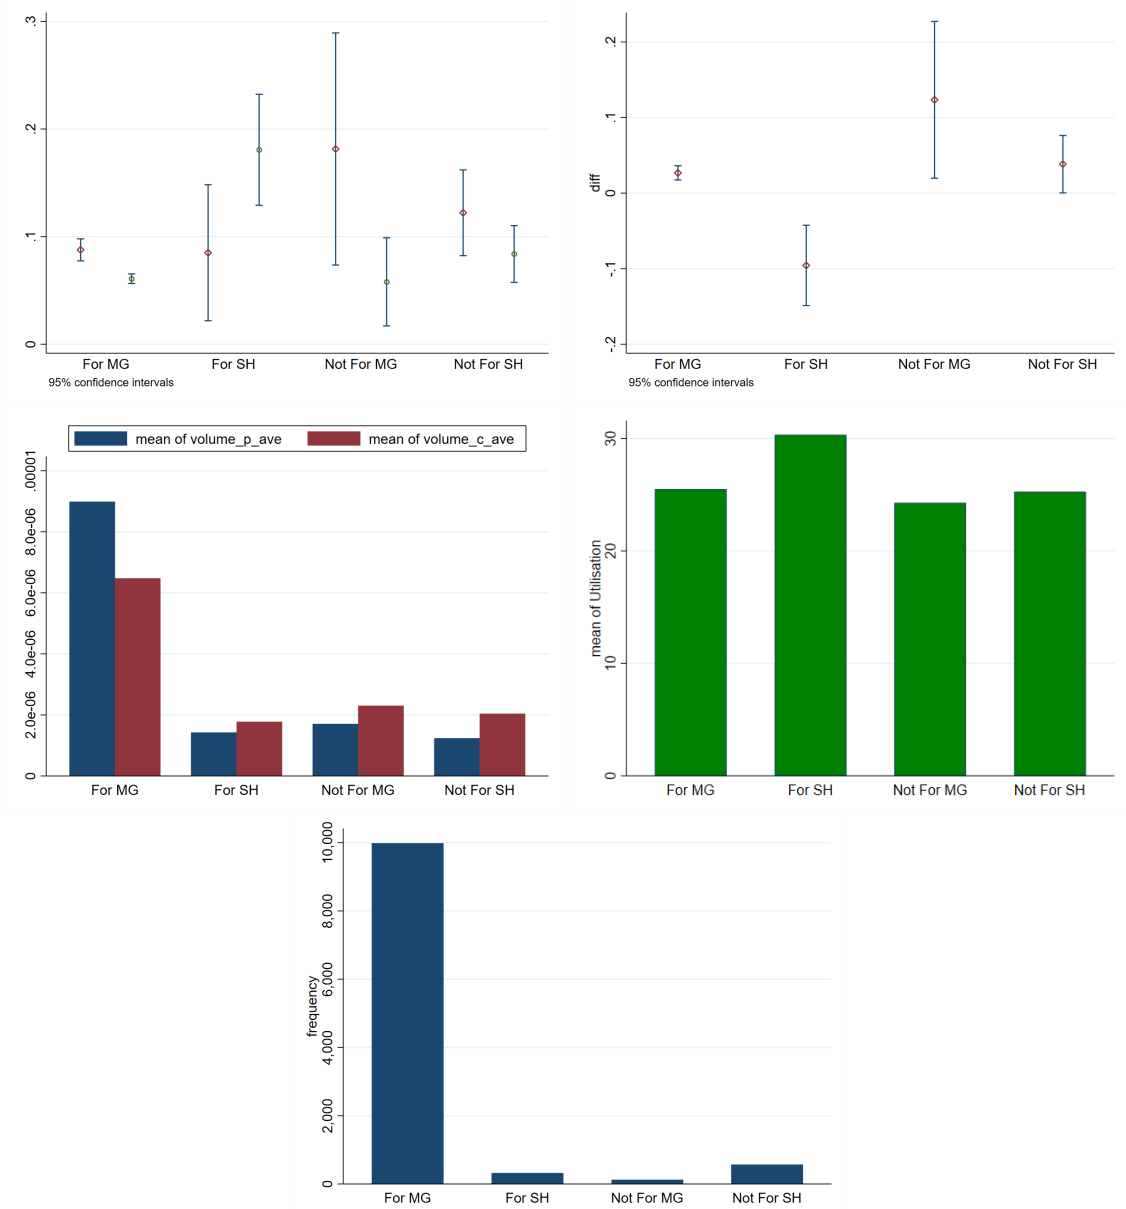 .3
.2
.1
0
For MG For SH Not For MG Not For SH
95% confidence intervals
diff
.2
.1
0
-.1
-.2
For MG For SH Not For MG Not For SH
95% confidence intervals
mean of volume_p_ave mean of volume_c_ave
.00001
8.0e-06
6.0e-06
4.0e-06
2.0e-06
0
For MG For SH Not For MG Not For SH
mean of Utilisation
30
20
10
0
For MG For SH Not For MG Not For SH
frequency
10,000
8,000
6,000
4,000
2,000
0
For MG For SH Not For MG Not For SH